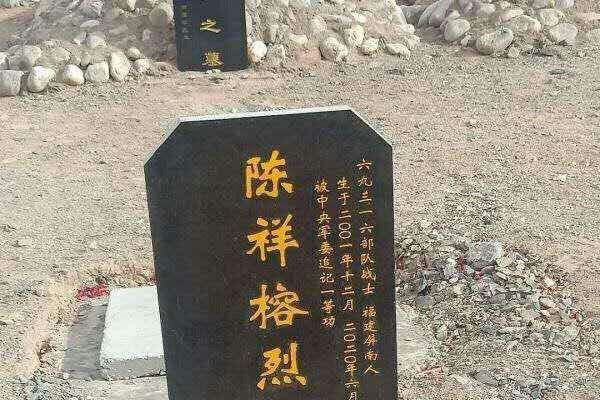 六九三一六部队战士 福建屏南人
生于二〇〇一年十二月 二〇二〇年六月
被中央军委追记一等功
陈祥榕烈
之墓